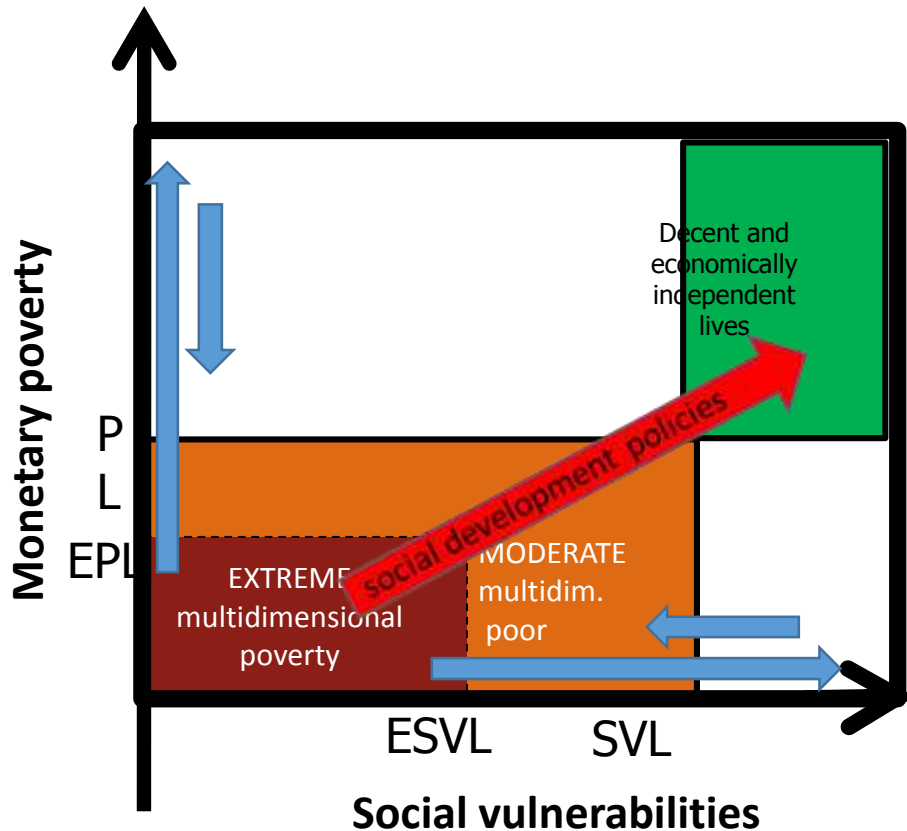 Monetary poverty
P
L
EPL
Decent and
economically
independent
lives
social development policies
EXTREME
multidimensional
poverty
MODERATE
multidim.
poor
ESVL
SVL
Social vulnerabilities